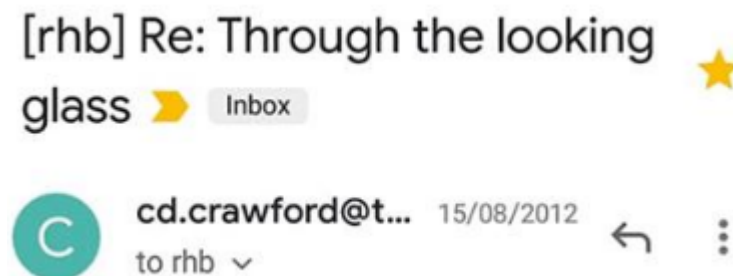 [rhb] Re: Through the looking
glass Inbox
C
cd.crawford@t... 15/08/2012
to rhb